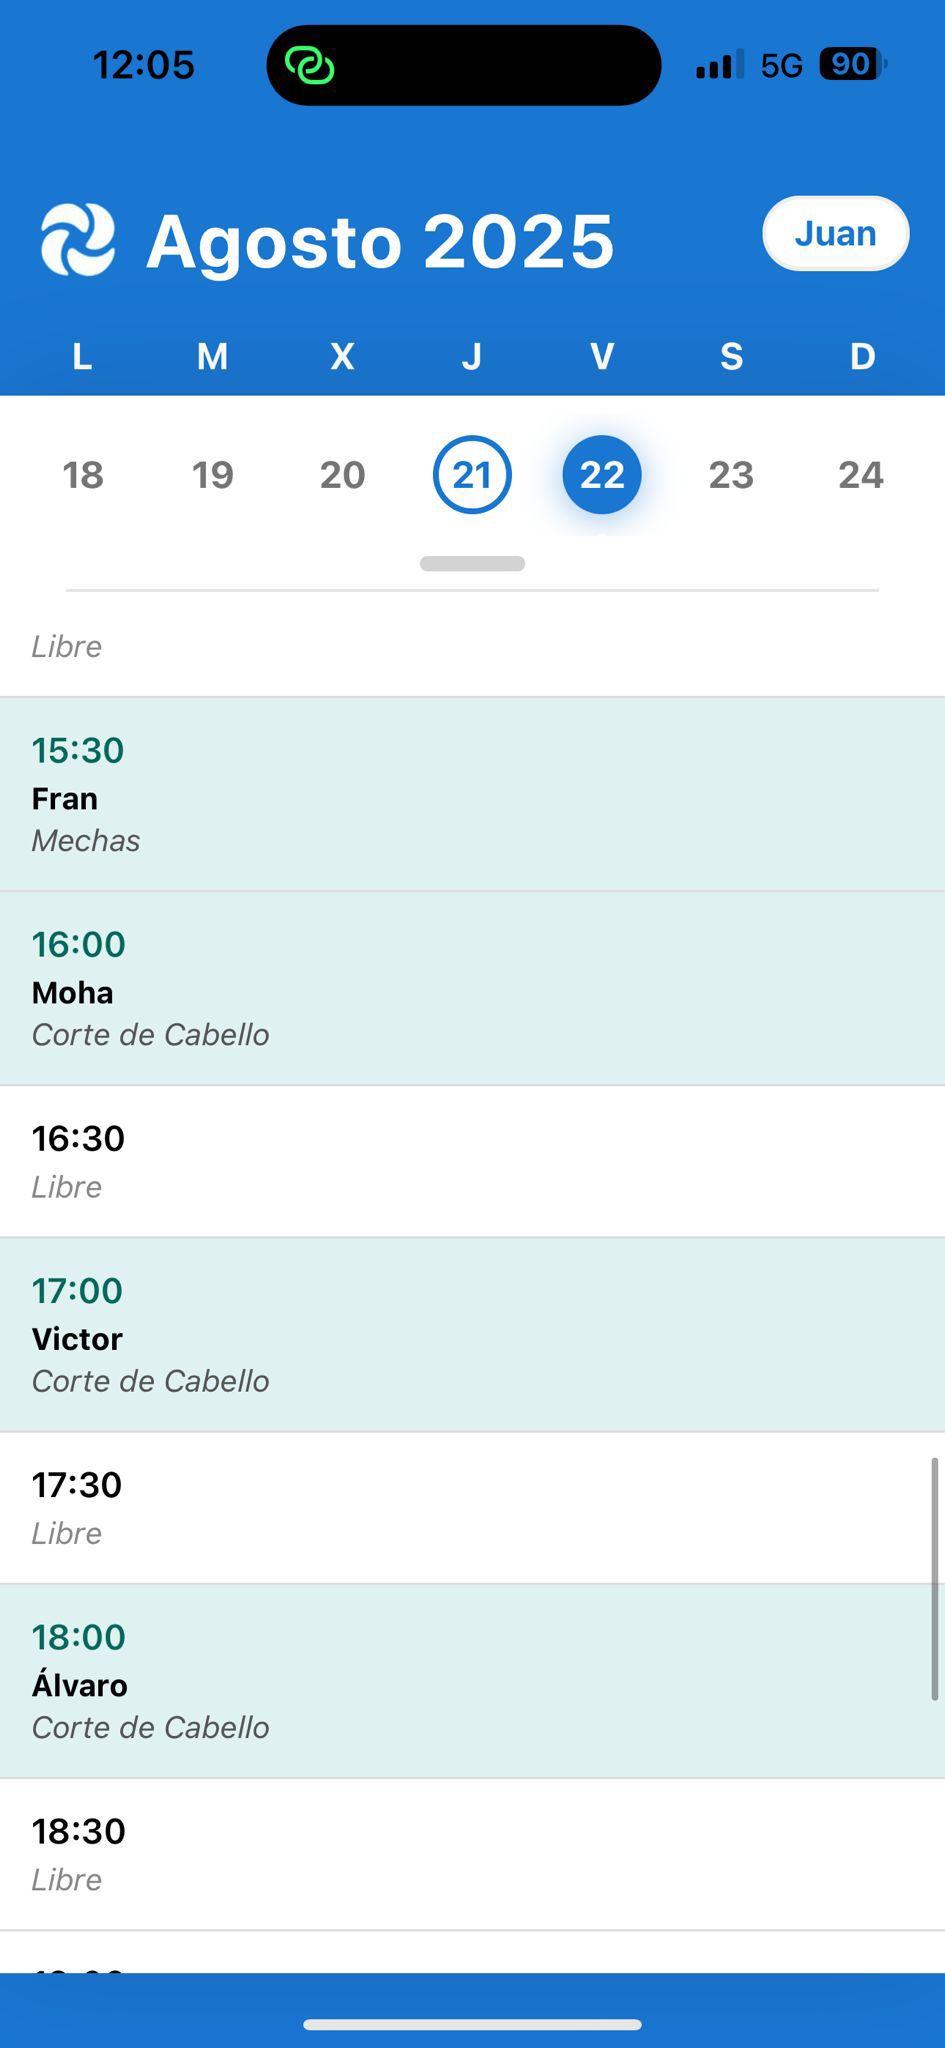 12:05
5G 90
Agosto 2025
Juan
L M X J V S D
18 19 20 21 22 23 24
Libre
15:30
Fran
Mechas
16:00
Moha
Corte de Cabello
16:30
Libre
17:00
Victor
Corte de Cabello
17:30
Libre
18:00
Álvaro
Corte de Cabello
18:30
Libre